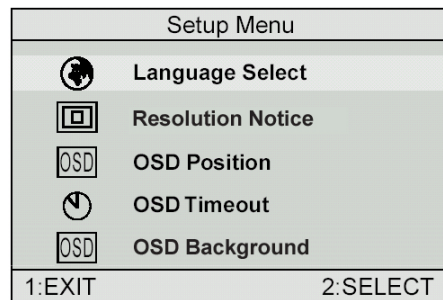 Setup Menu
Language Select
Resolution Notice
OSD OSD Position
OSD Timeout
OSD OSD Background
1:EXIT 2:SELECT